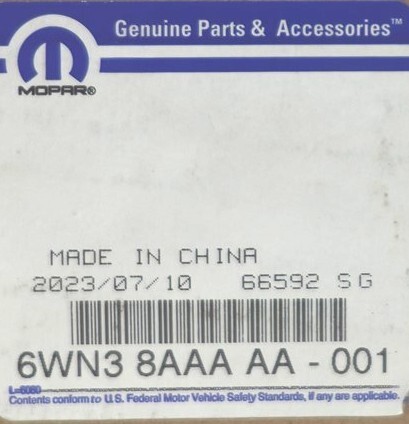 Genuine Parts & Accessories™
MOPAR®
MADE IN CHINA
2023/07/10 66592 SG
6WN3 8AAA AA - 001
L=6080
Contents conform to U.S. Federal Motor Vehicle Safety Standards, if any are applicable.